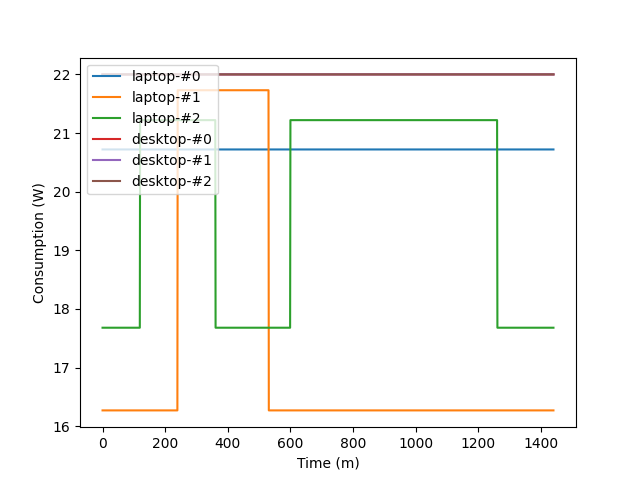 laptop-#0
laptop-#1
laptop-#2
desktop-#0
desktop-#1
desktop-#2
22
21
20
19
18
17
16
Consumption (W)
0 200 400 600 800 1000 1200 1400
Time (m)